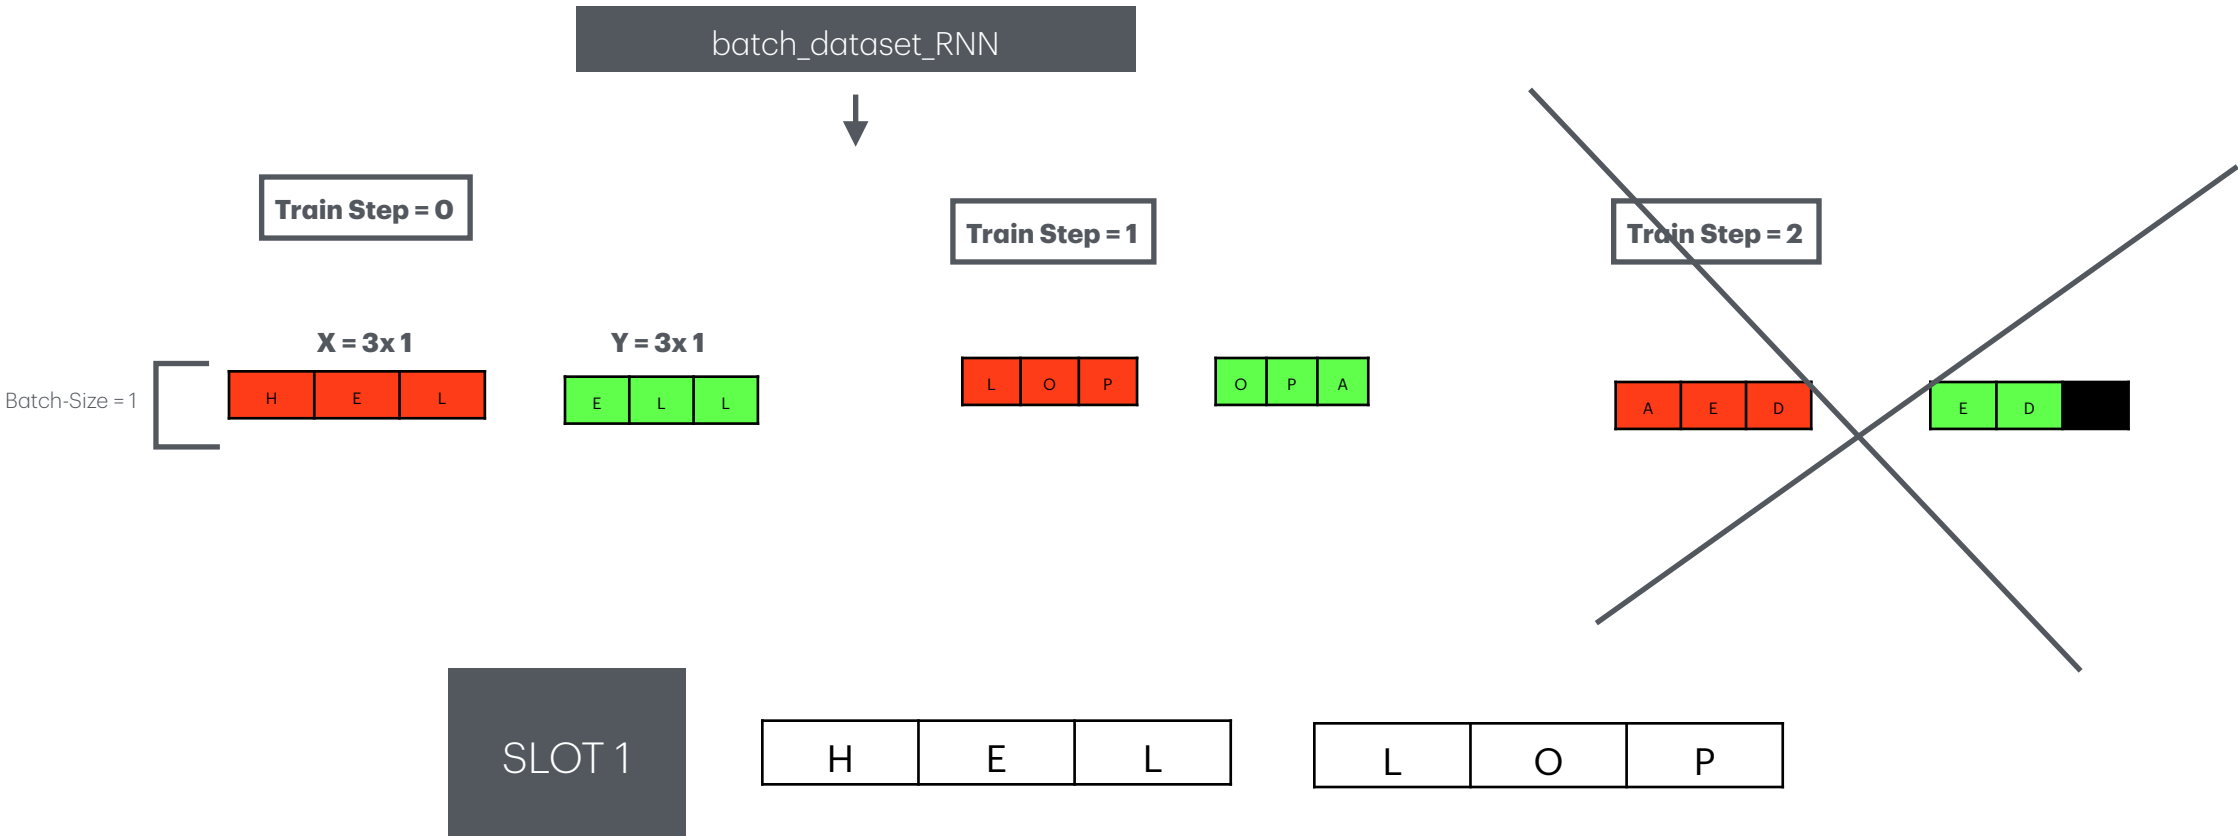 batch_dataset_RNN
Train Step = 0
Train Step = 1
Train Step = 2
X = 3x 1
Y = 3x 1
Batch-Size = 1
H E L
E L L
L O P
O P A
A E D
E D
SLOT 1
H E L
L O P